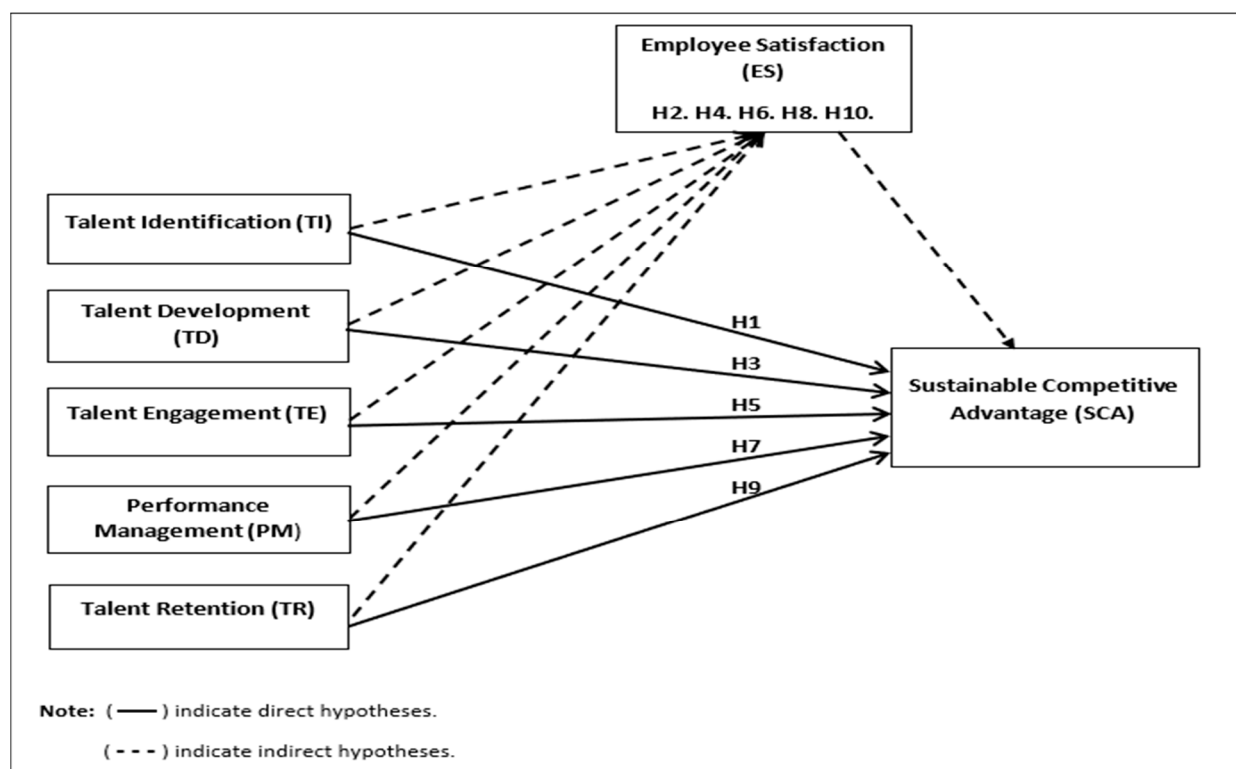 Employee Satisfaction
(ES)
H2. H4. H6. H8. H10.
Talent Identification (TI)
Talent Development
(TD)
Talent Engagement (TE)
Performance
Management (PM)
Talent Retention (TR)
H1
H3
H5
H7
H9
Sustainable Competitive
Advantage (SCA)
Note: ( —— ) indicate direct hypotheses.
( - - - ) indicate indirect hypotheses.